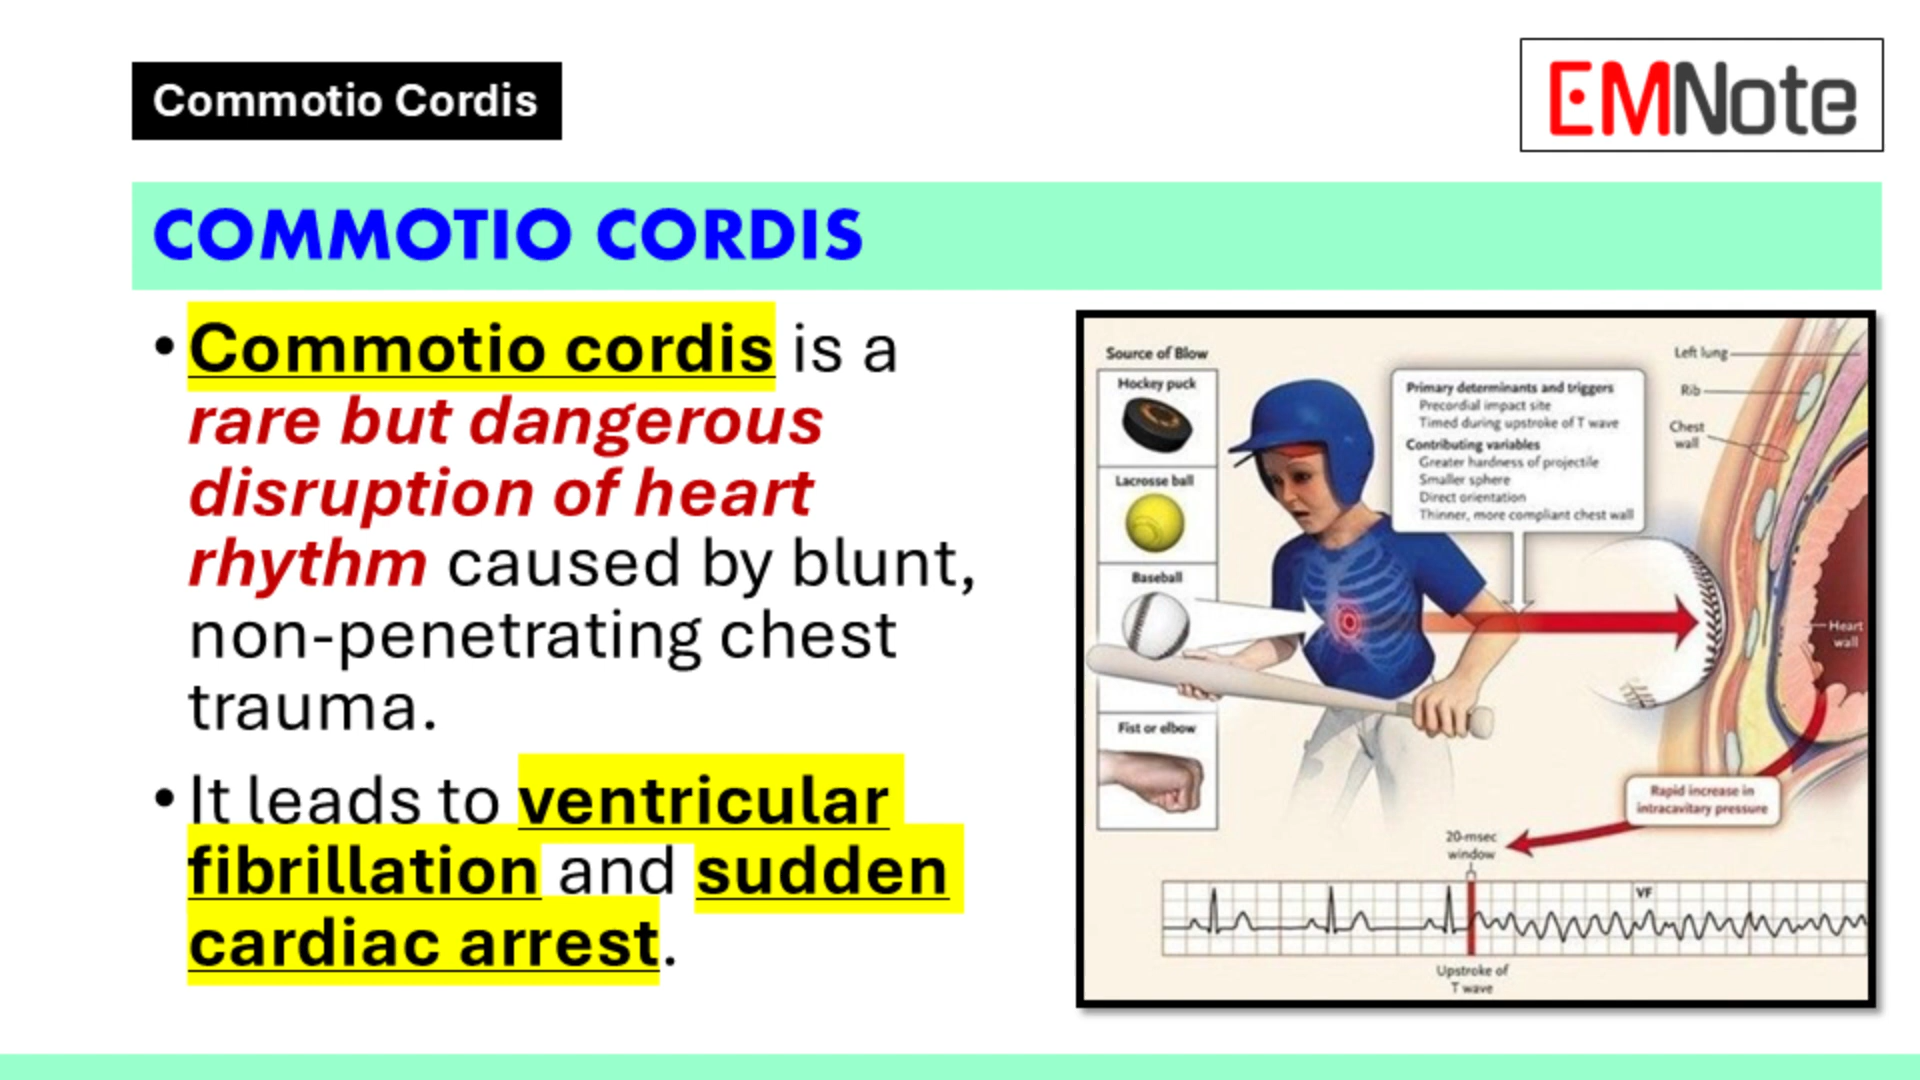 Commotio Cordis
EMNote
COMMOTIO CORDIS
• Commotio cordis is a
rare but dangerous
disruption of heart
rhythm caused by blunt,
non-penetrating chest
trauma.
• It leads to ventricular
fibrillation and sudden
cardiac arrest.
Source of Blow
Hockey puck
Lacrosse ball
Baseball
Fist or elbow
Primary determinants and triggers
Precordial impact site
Timed during upstroke of T wave
Contributing variables
Greater hardness of projectile
Smaller sphere
Direct orientation
Thinner, more compliant chest wall
Left lung
Rib
Chest
wall
Heart
wall
Rapid increase in
intracavitary pressure
20-msec
window
VF
Upstroke of
T wave